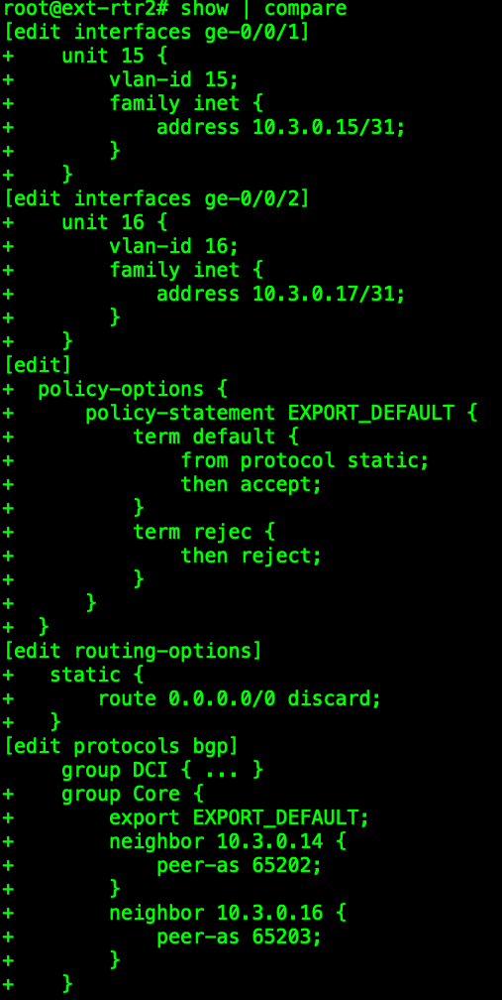 root@ext-rtr2# show | compare
[edit interfaces ge-0/0/1]
+    unit 15 {
+        vlan-id 15;
+        family inet {
+            address 10.3.0.15/31;
+        }
+    }
[edit interfaces ge-0/0/2]
+    unit 16 {
+        vlan-id 16;
+        family inet {
+            address 10.3.0.17/31;
+        }
+    }
[edit]
+  policy-options {
+      policy-statement EXPORT_DEFAULT {
+          term default {
+              from protocol static;
+              then accept;
+          }
+          term rejec {
+              then reject;
+          }
+      }
+  }
[edit routing-options]
+   static {
+       route 0.0.0.0/0 discard;
+   }
[edit protocols bgp]
     group DCI { ... }
+    group Core {
+        export EXPORT_DEFAULT;
+        neighbor 10.3.0.14 {
+            peer-as 65202;
+        }
+        neighbor 10.3.0.16 {
+            peer-as 65203;
+        }
+    }